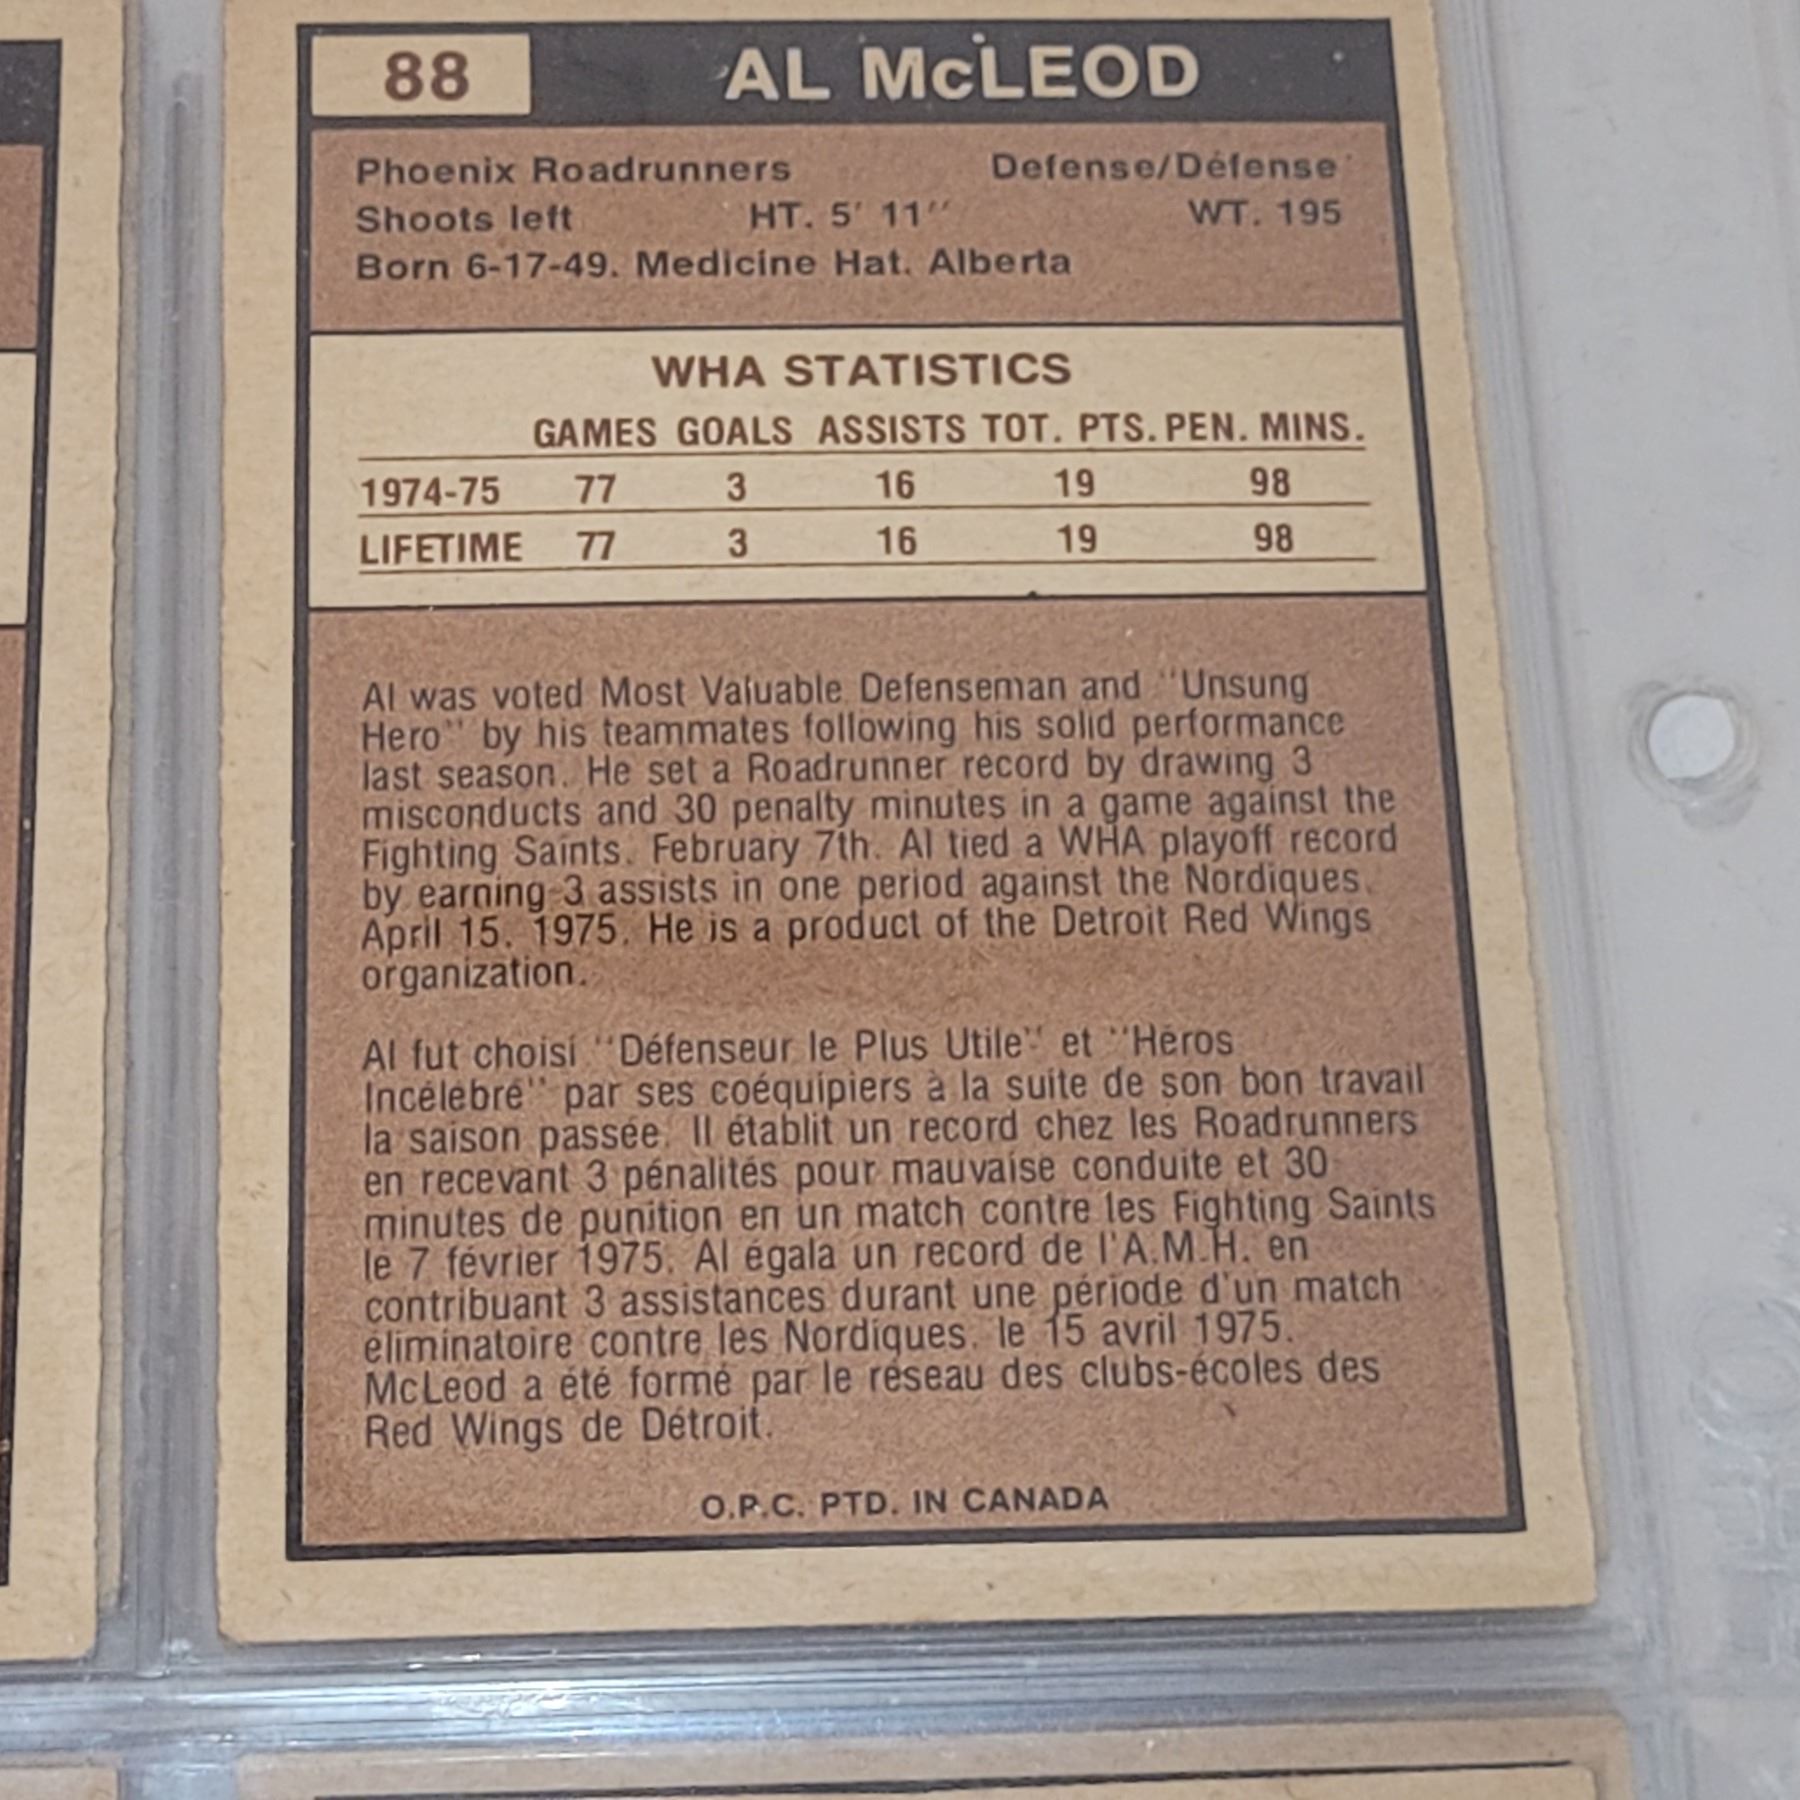 88 AL McLEOD
Phoenix Roadrunners Defense/Défense
Shoots left HT. 5' 11'' WT. 195
Born 6-17-49. Medicine Hat. Alberta
WHA STATISTICS
GAMES GOALS ASSISTS TOT. PTS. PEN. MINS.
1974-75 77 3 16 19 98
LIFETIME 77 3 16 19 98
Al was voted Most Valuable Defenseman and "Unsung
Hero" by his teammates following his solid performance
last season. He set a Roadrunner record by drawing 3
misconducts and 30 penalty minutes in a game against the
Fighting Saints. February 7th. Al tied a WHA playoff record
by earning 3 assists in one period against the Nordiques.
April 15. 1975. He is a product of the Detroit Red Wings
organization.
Al fut choisi "Défenseur le Plus Utile" et "Héros
Incélébré" par ses coéquipiers à la suite de son bon travail
la saison passée. Il établit un record chez les Roadrunners
en recevant 3 pénalités pour mauvaise conduite et 30
minutes de punition en un match contre les Fighting Saints
le 7 février 1975. Al égala un record de l'A.M.H. en
contribuant 3 assistances durant une période d'un match
éliminatoire contre les Nordiques. le 15 avril 1975.
McLeod a été formé par le réseau des clubs-écoles des
Red Wings de Détroit.
O.P.C. PTD. IN CANADA